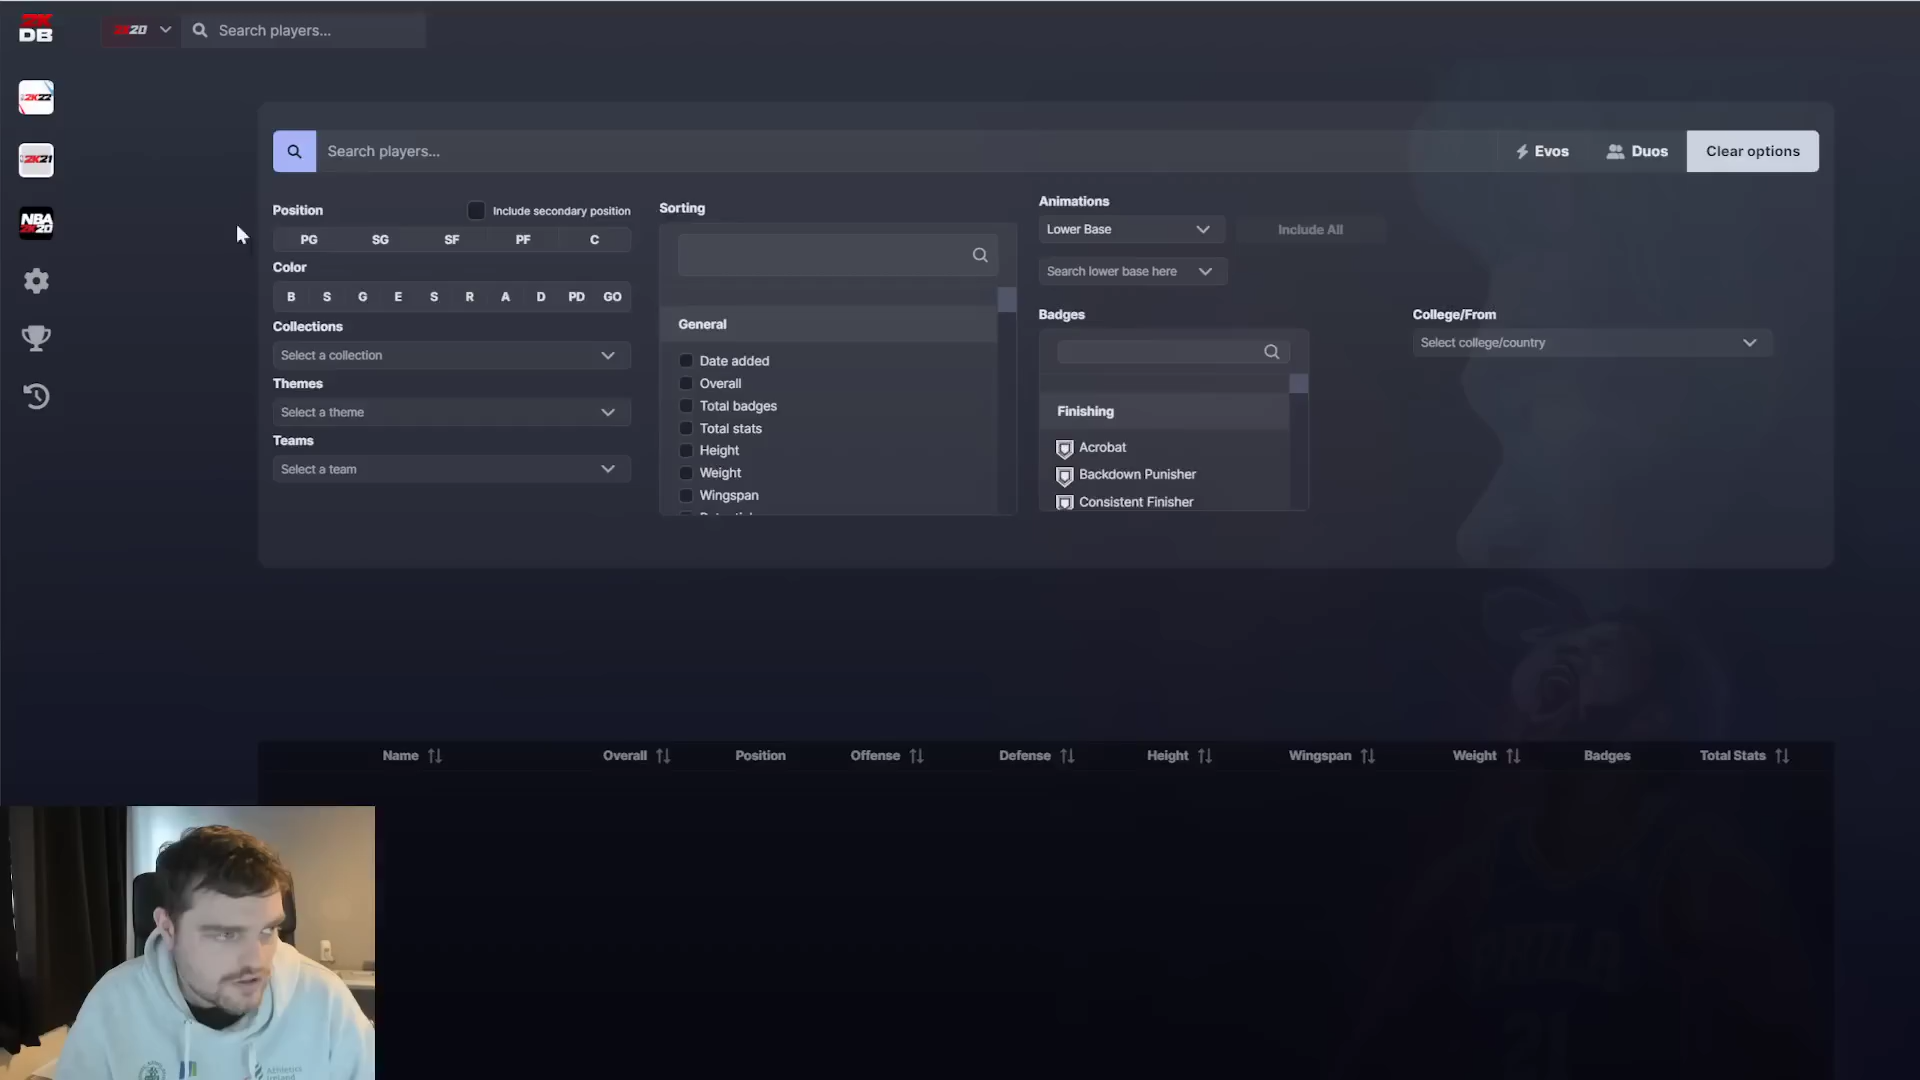 2K
DB
2K20
Search players...
2K22
2K21
NBA
2K20
Search players...
Evos
Duos
Clear options
Position
Include secondary position
PG SG SF PF C
Color
B S G E S R A D PD GO
Collections
Select a collection
Themes
Select a theme
Teams
Select a team
Sorting
General
Date added
Overall
Total badges
Total stats
Height
Weight
Wingspan
Animations
Lower Base
Include All
Search lower base here
Badges
Finishing
Acrobat
Backdown Punisher
Consistent Finisher
College/From
Select college/country
Name Overall Position Offense Defense Height Wingspan Weight Badges Total Stats
21
Athletics
Ireland